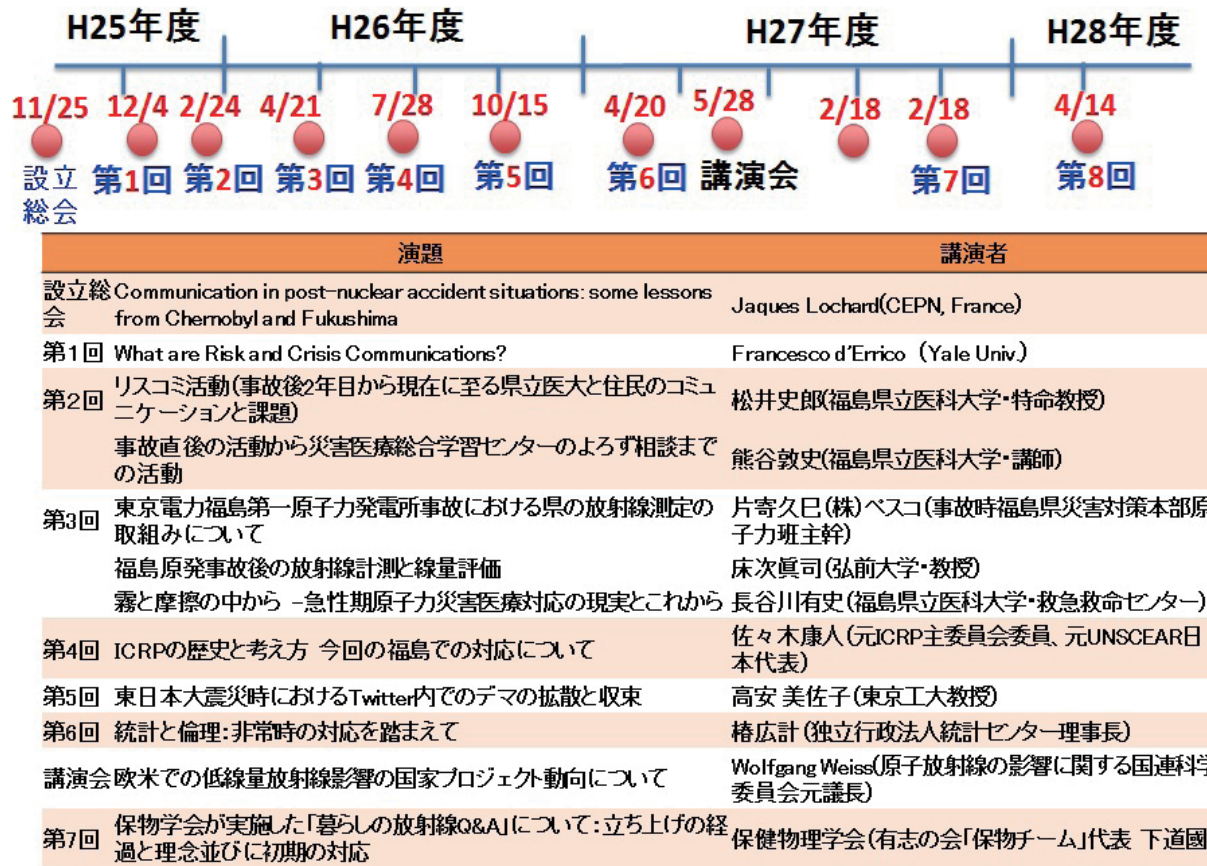 H25年度 H26年度 H27年度 H28年度
11/25 12/4 2/24 4/21 7/28 10/15 4/20 5/28 2/18 2/18 4/14
設立 第1回 第2回 第3回 第4回 第5回 第6回 講演会 第7回 第8回
総会
演題 講演者
設立総 Communication in post-nuclear accident situations: some lessons
会 from Chernobyl and Fukushima
Jaques Lochard(CEPN, France)
第1回 What are Risk and Crisis Communications? Francesco d'Errico (Yale Univ.)
第2回 リスコミ活動(事故後2年目から現在に至る県立医大と住民のコミュ
ニケーションと課題)
松井史郎(福島県立医科大学・特命教授)
事故直後の活動から災害医療総合学習センターのよろず相談まで
の活動
熊谷敦史(福島県立医科大学・講師)
第3回 東京電力福島第一原子力発電所事故における県の放射線測定の
取組みについて
片寄久巳(株)ペスコ(事故時福島県災害対策本部原
子力班主幹)
福島原発事故後の放射線計測と線量評価 床次眞司(弘前大学・教授)
霧と摩擦の中から -急性期原子力災害医療対応の現実とこれから 長谷川有史(福島県立医科大学・救急救命センター)
第4回 ICRPの歴史と考え方 今回の福島での対応について
佐々木康人(元ICRP主委員会委員、元UNSCEAR日
本代表)
第5回 東日本大震災時におけるTwitter内でのデマの拡散と収束 高安 美佐子(東京工大教授)
第6回 統計と倫理:非常時の対応を踏まえて 椿広計(独立行政法人統計センター理事長)
講演会 欧米での低線量放射線影響の国家プロジェクト動向について
Wolfgang Weiss(原子放射線の影響に関する国連科学
委員会元議長)
第7回 保物学会が実施した「暮らしの放射線Q&A」について:立ち上げの経
過と理念並びに初期の対応
保健物理学会(有志の会「保物チーム」代表 下道國